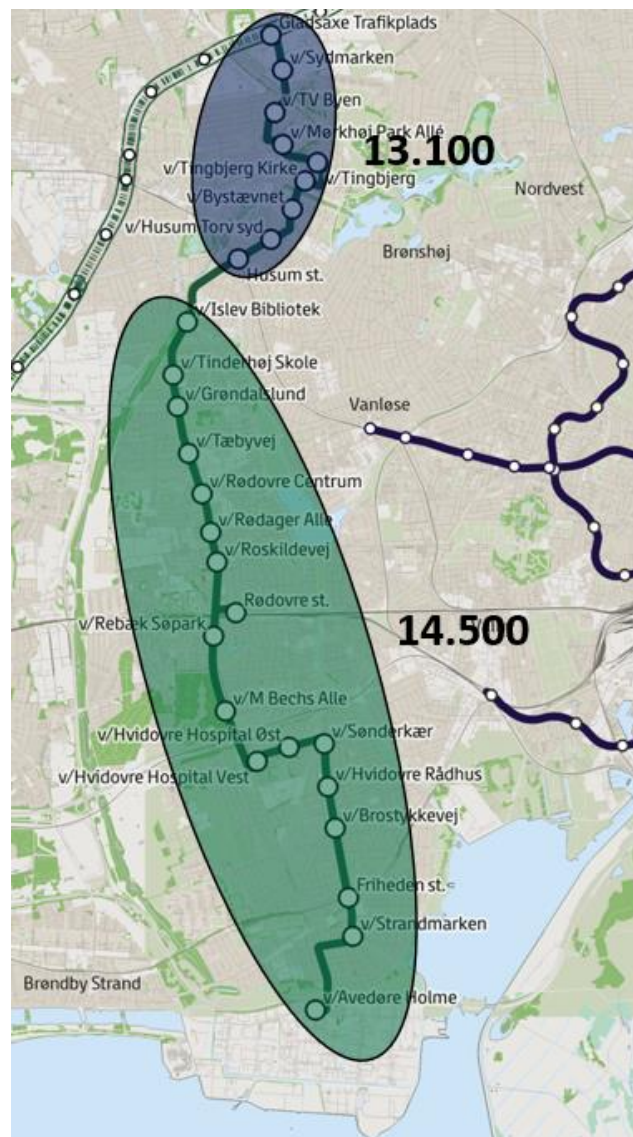 Gladsaxe Trafikplads
v/Sydmarken
v/TV Byen
v/Mørkhøj Park Allé
13.100
v/Tingbjerg Kirke
v/Tingbjerg
Nordvest
v/Bystævnet
v/Husum Torv syd
Brønshøj
Husum st.
v/Islev Bibliotek
v/Tinderhøj Skole
v/Grøndalslund
Vanløse
v/Tæbyvej
v/Rødovre Centrum
v/Rødager Alle
v/Roskildevej
Rødovre st.
v/Rebæk Søpark
14.500
v/M Bechs Alle
v/Hvidovre Hospital Øst
v/Sønderkær
v/Hvidovre Hospital Vest
v/Hvidovre Rådhus
v/Brostykkevej
Friheden st.
v/Strandmarken
Brøndby Strand
v/Avedøre Holme